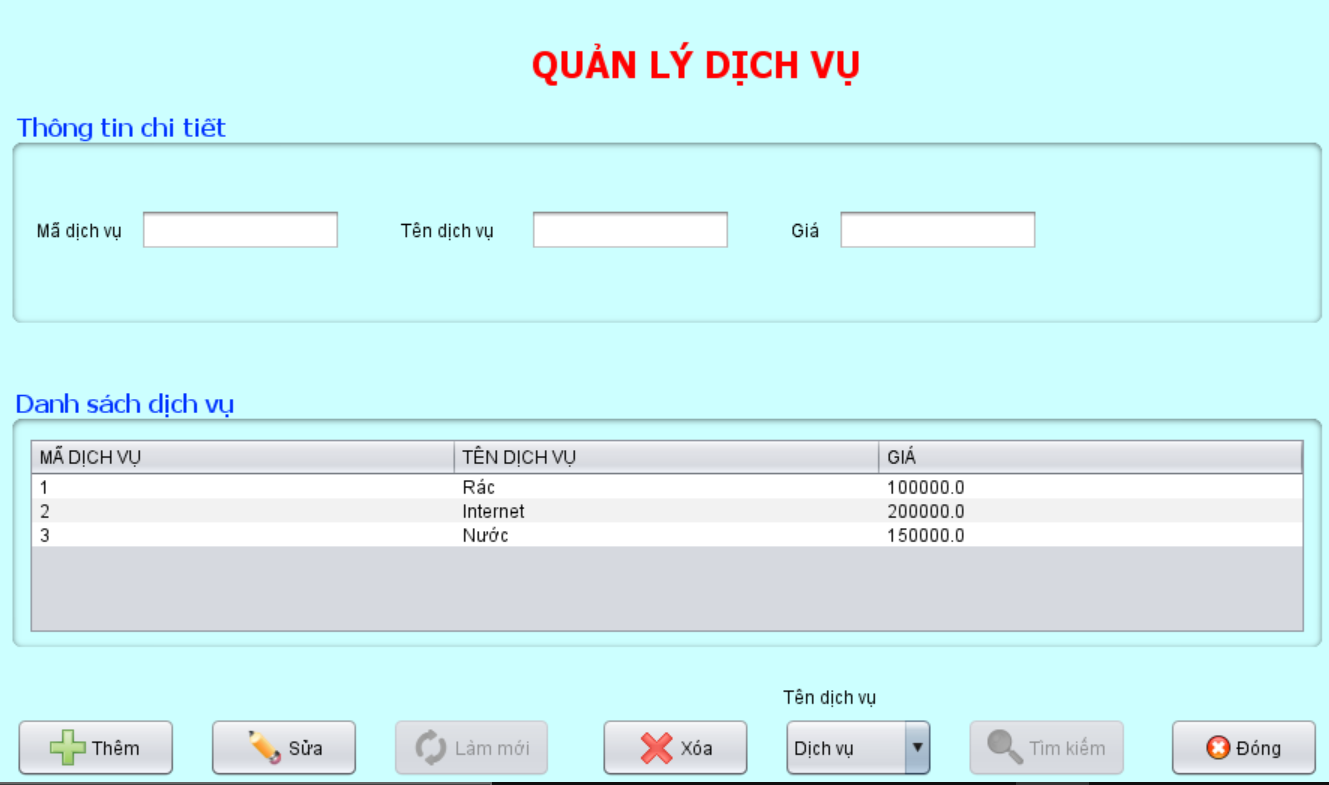 QUẢN LÝ DỊCH VỤ
Thông tin chi tiết
Mã dịch vụ Tên dịch vụ Giá
Danh sách dịch vụ
MÃ DỊCH VỤ TÊN DỊCH VỤ GIÁ
1 Rác 100000.0
2 Internet 200000.0
3 Nước 150000.0
Tên dịch vụ
Thêm Sửa Làm mới Xóa Dịch vụ Tìm kiếm Đóng